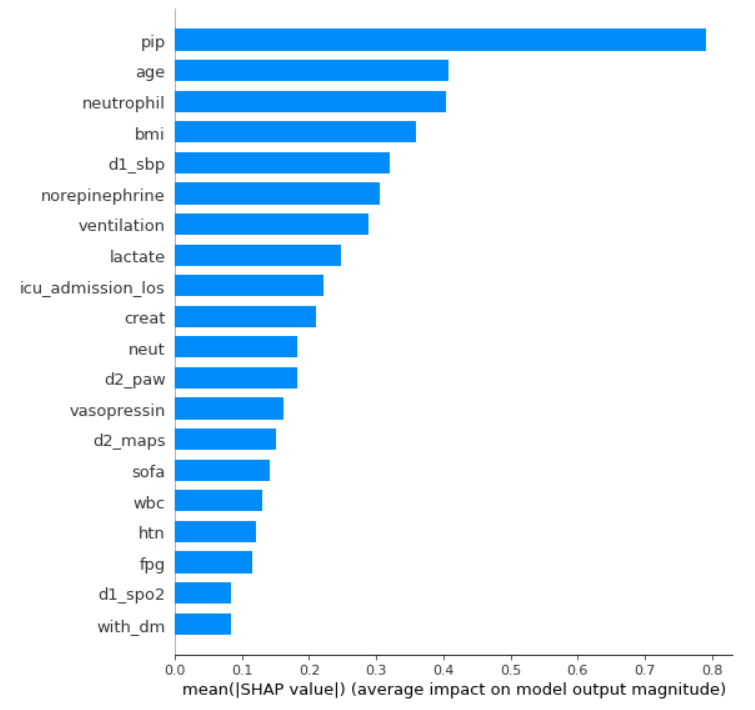 pip
age
neutrophil
bmi
d1_sbp
norepinephrine
ventilation
lactate
icu_admission_los
creat
neut
d2_paw
vasopressin
d2_maps
sofa
wbc
htn
fpg
d1_spo2
with_dm
0.0 0.1 0.2 0.3 0.4 0.5 0.6 0.7 0.8
mean(|SHAP value|) (average impact on model output magnitude)